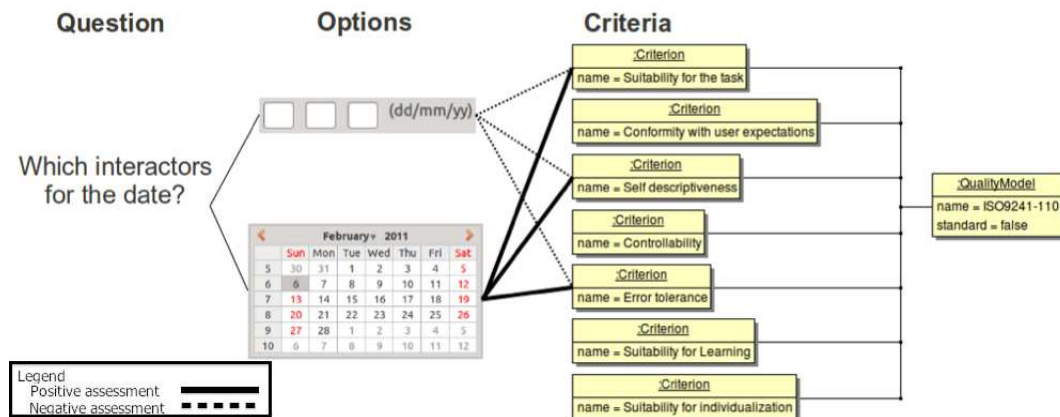 Question
Options
Criteria
Which interactors
for the date?
(dd/mm/yy)
February 2011
Sun Mon Tue Wed Thu Fri Sat
5 30 31 1 2 3 4 5
6 6 7 8 9 10 11 12
7 13 14 15 16 17 18 19
8 20 21 22 23 24 25 26
9 27 28 1 2 3 4 5
10 6 7 8 9 10 11 12
:Criterion
name = Suitability for the task
:Criterion
name = Conformity with user expectations
:Criterion
name = Self descriptiveness
:Criterion
name = Controllability
:Criterion
name = Error tolerance
:Criterion
name = Suitability for Learning
:Criterion
name = Suitability for individualization
:QualityModel
name = ISO9241-110
standard = false
Legend
Positive assessment
Negative assessment